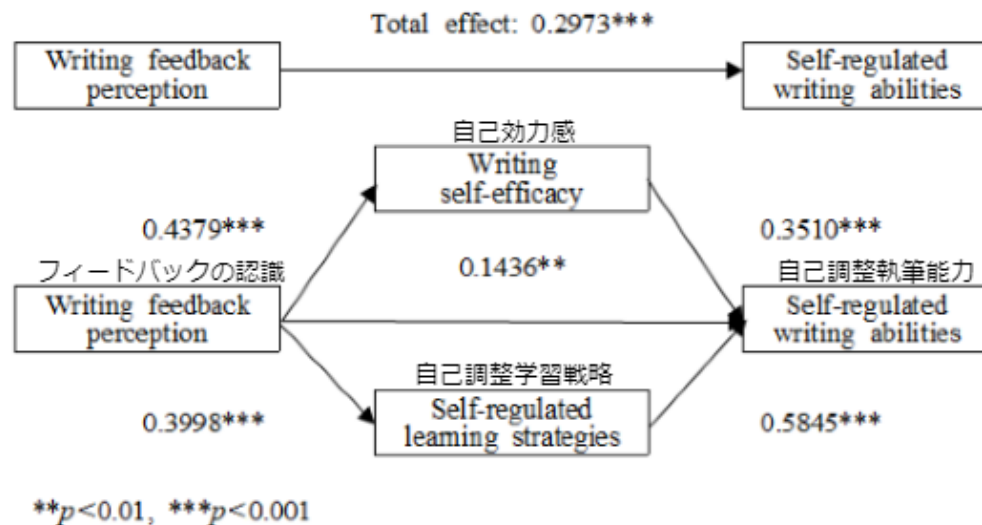 Total effect: 0.2973***
Writing feedback
perception
Self-regulated
writing abilities
自己効力感
Writing
self-efficacy
0.4379***
0.3510***
フィードバックの認識
0.1436**
自己調整執筆能力
Writing feedback
perception
Self-regulated
writing abilities
自己調整学習戦略
0.3998***
Self-regulated
learning strategies
0.5845***
**p<0.01, ***p<0.001